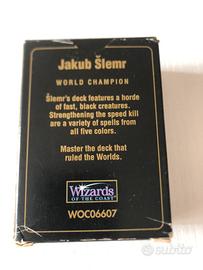 Jakub Šlemr
WORLD CHAMPION
Šlemr's deck features a horde
of fast, black creatures.
Strengthening the speed kill
are a variety of spells from
all five colors.
Master the deck that
ruled the Worlds.
Wizards
OF THE COAST
WOC06607
subito